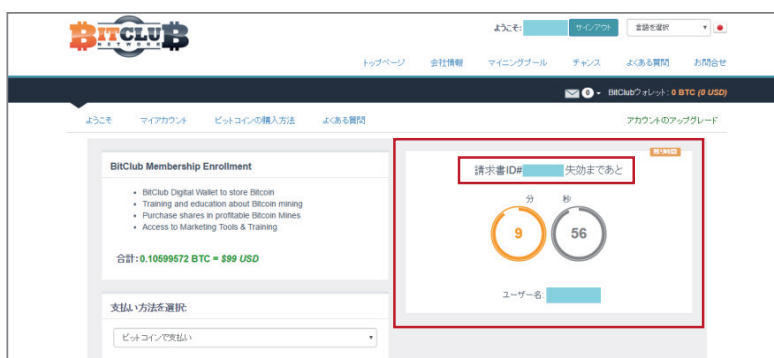 BITCLUB
NETWORK
ようこそ:
サインアウト
言語を選択
トップページ 会社情報 マイニングプール チャンス よくある質問 お問合せ
0 BitClubウォレット: 0 BTC (0 USD)
ようこそ マイアカウント ビットコインの購入方法 よくある質問 アカウントのアップグレード
BitClub Membership Enrollment
BitClub Digital Wallet to store Bitcoin
Training and education about Bitcoin mining
Purchase shares in profitable Bitcoin Mines
Access to Marketing Tools & Training
合計: 0.10599572 BTC = $99 USD
支払い方法を選択:
ビットコインで支払い
請求書ID# 失効まであと
分 秒
9 56
ユーザー名: